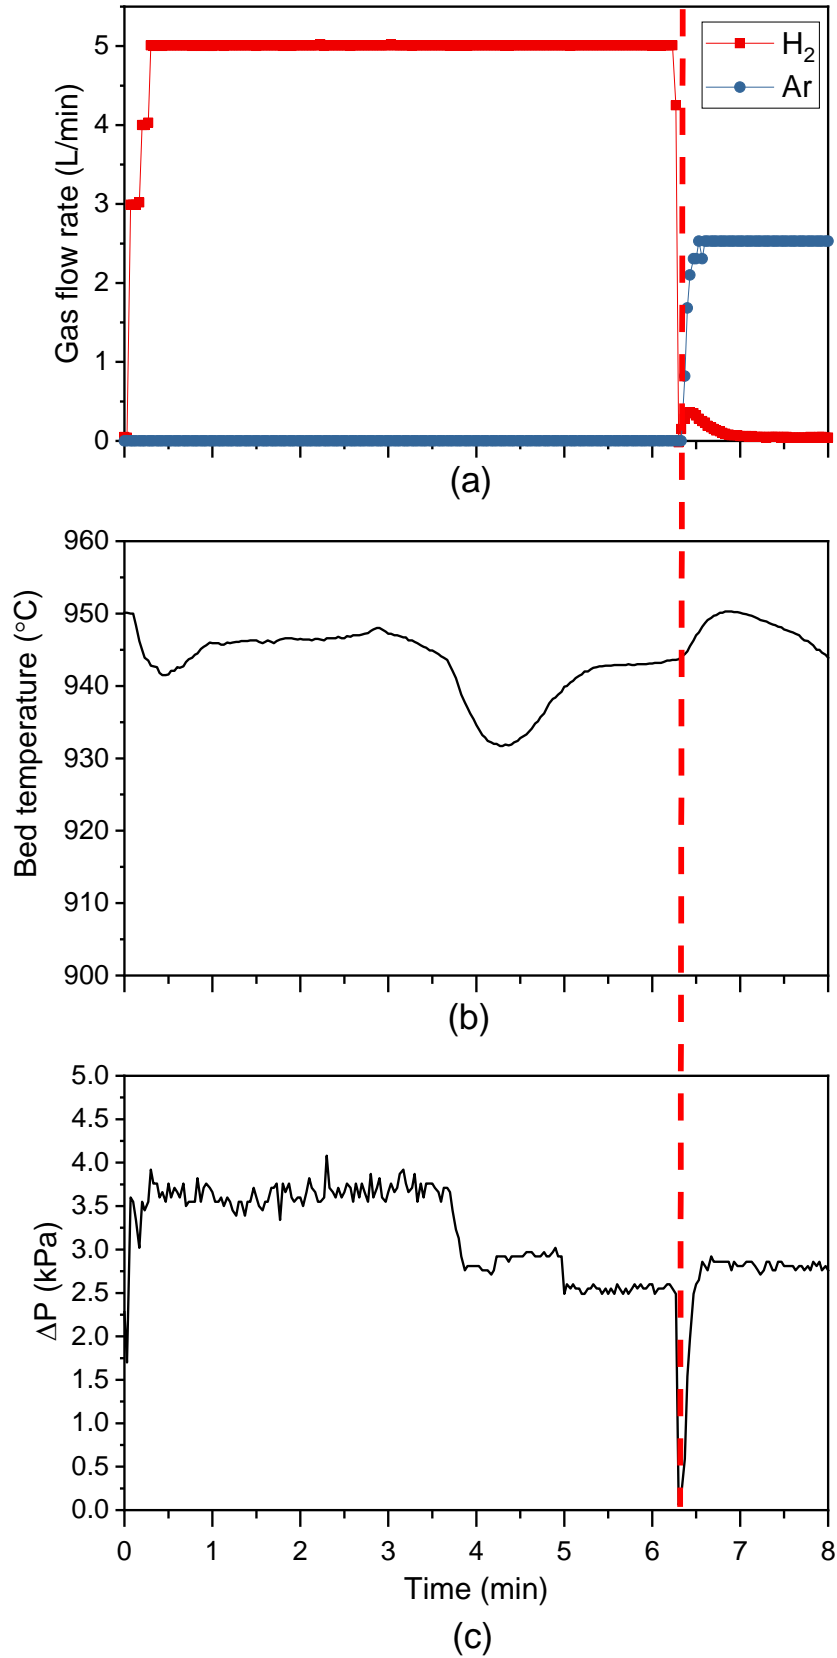 H2
Ar
Gas flow rate (L/min)
5
4
3
2
1
0
(a)
Bed temperature (°C)
960
950
940
930
920
910
900
(b)
ΔP (kPa)
5.0
4.5
4.0
3.5
3.0
2.5
2.0
1.5
1.0
0.5
0.0
0 1 2 3 4 5 6 7 8
Time (min)
(c)